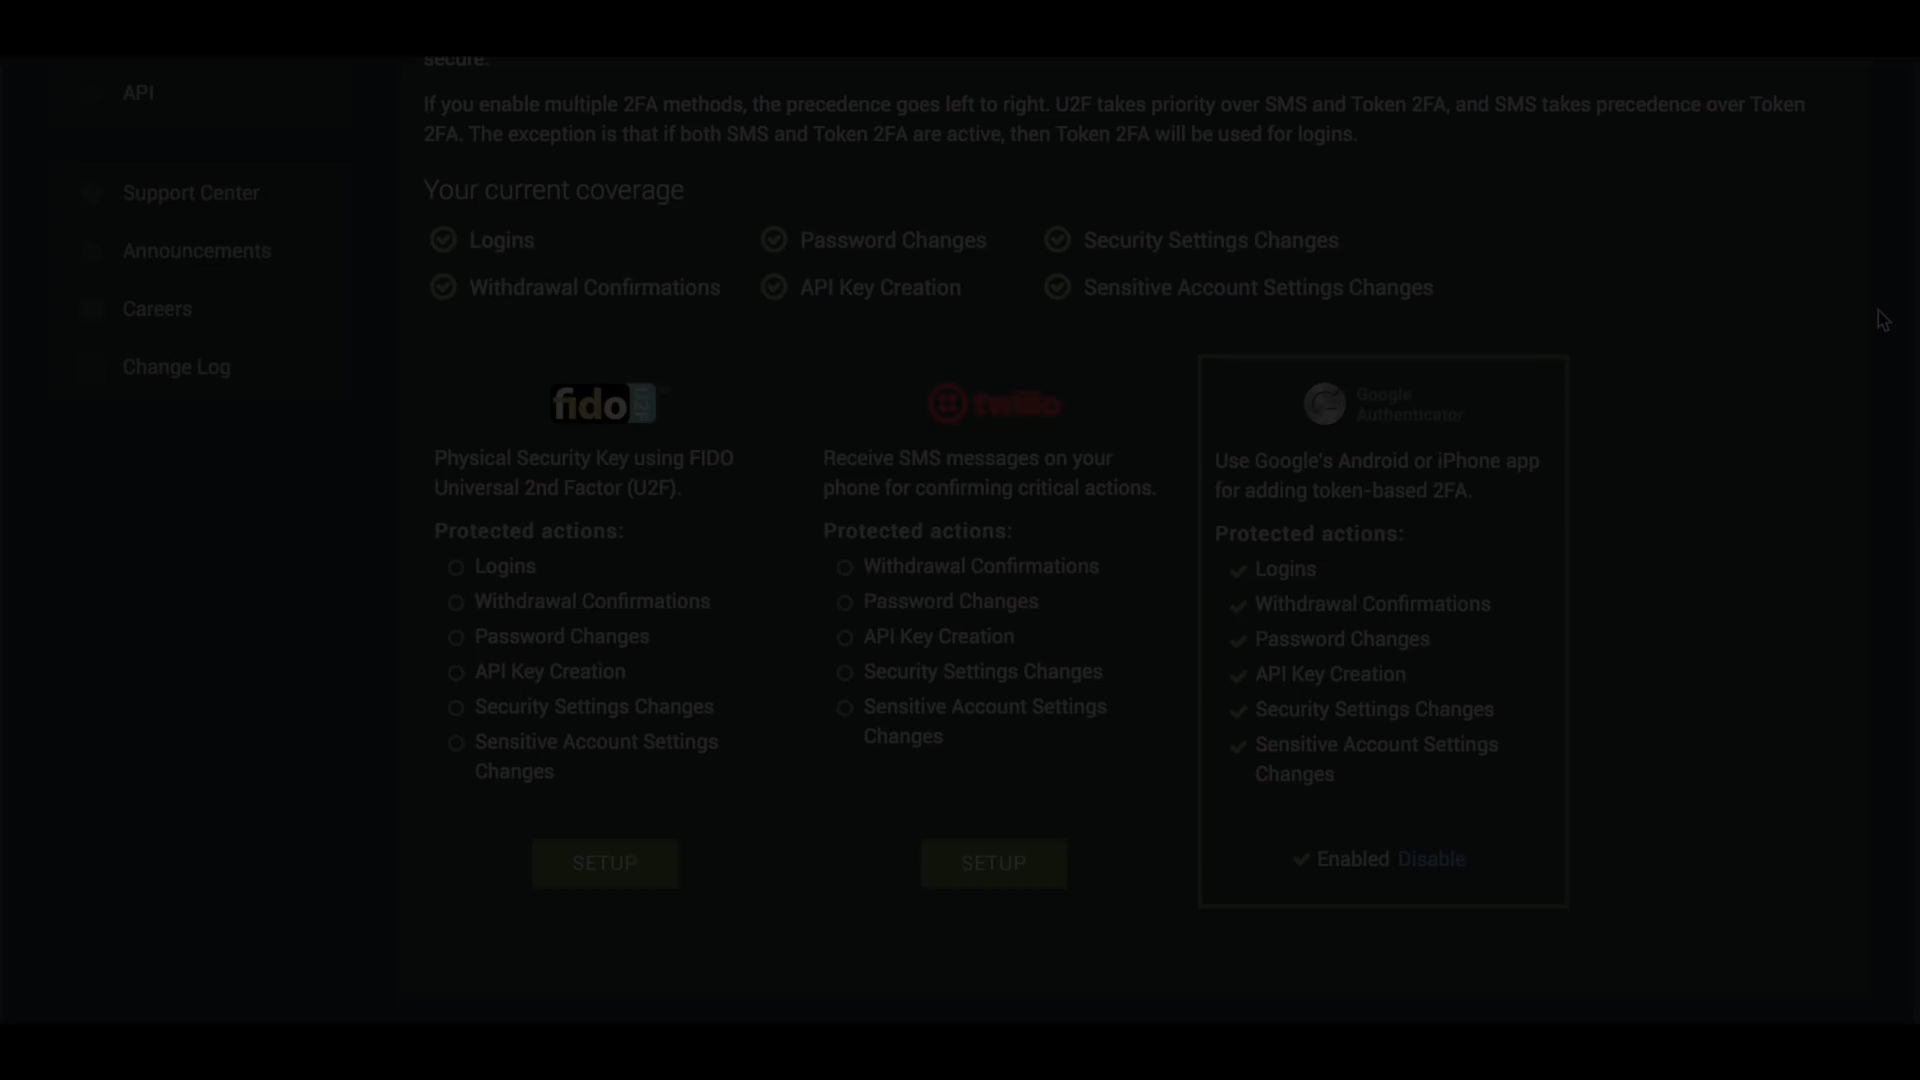 secure.
API
If you enable multiple 2FA methods, the precedence goes left to right. U2F takes priority over SMS and Token 2FA, and SMS takes precedence over Token
2FA. The exception is that if both SMS and Token 2FA are active, then Token 2FA will be used for logins.
Support Center
Announcements
Careers
Change Log
Your current coverage
Logins
Password Changes
Security Settings Changes
Withdrawal Confirmations
API Key Creation
Sensitive Account Settings Changes
fido U2F
Physical Security Key using FIDO
Universal 2nd Factor (U2F).
Protected actions:
Logins
Withdrawal Confirmations
Password Changes
API Key Creation
Security Settings Changes
Sensitive Account Settings
Changes
SETUP
twilio
Receive SMS messages on your
phone for confirming critical actions.
Protected actions:
Withdrawal Confirmations
Password Changes
API Key Creation
Security Settings Changes
Sensitive Account Settings
Changes
SETUP
Google
Authenticator
Use Google's Android or iPhone app
for adding token-based 2FA.
Protected actions:
Logins
Withdrawal Confirmations
Password Changes
API Key Creation
Security Settings Changes
Sensitive Account Settings
Changes
Enabled Disable